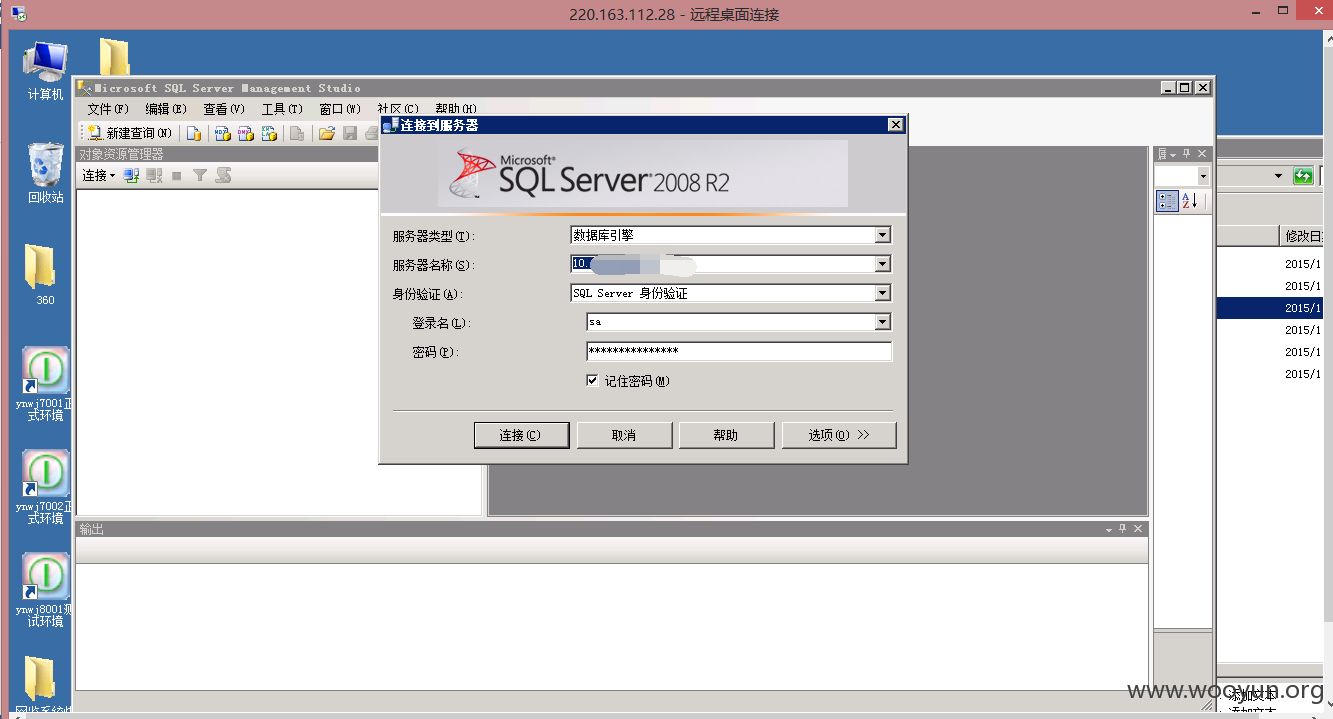 220.163.112.28 - 远程桌面连接
计算机
回收站
360
ynwj7001正
式环境
ynwj7002正
式环境
ynwj8001测
试环境
Microsoft SQL Server Management Studio
文件(F) 编辑(E) 查看(V) 工具(T) 窗口(W) 社区(C) 帮助(H)
新建查询(N)
对象资源管理器
连接
连接到服务器
Microsoft®
SQL Server® 2008 R2
服务器类型(T): 数据库引擎
服务器名称(S): 10.
身份验证(A): SQL Server 身份验证
登录名(L): sa
密码(P): ***************
记住密码(M)
连接(C) 取消 帮助 选项(O) >>
输出
修改日
2015/1
2015/1
2015/1
2015/1
2015/1
2015/1
www.wooyun.org
添加文本